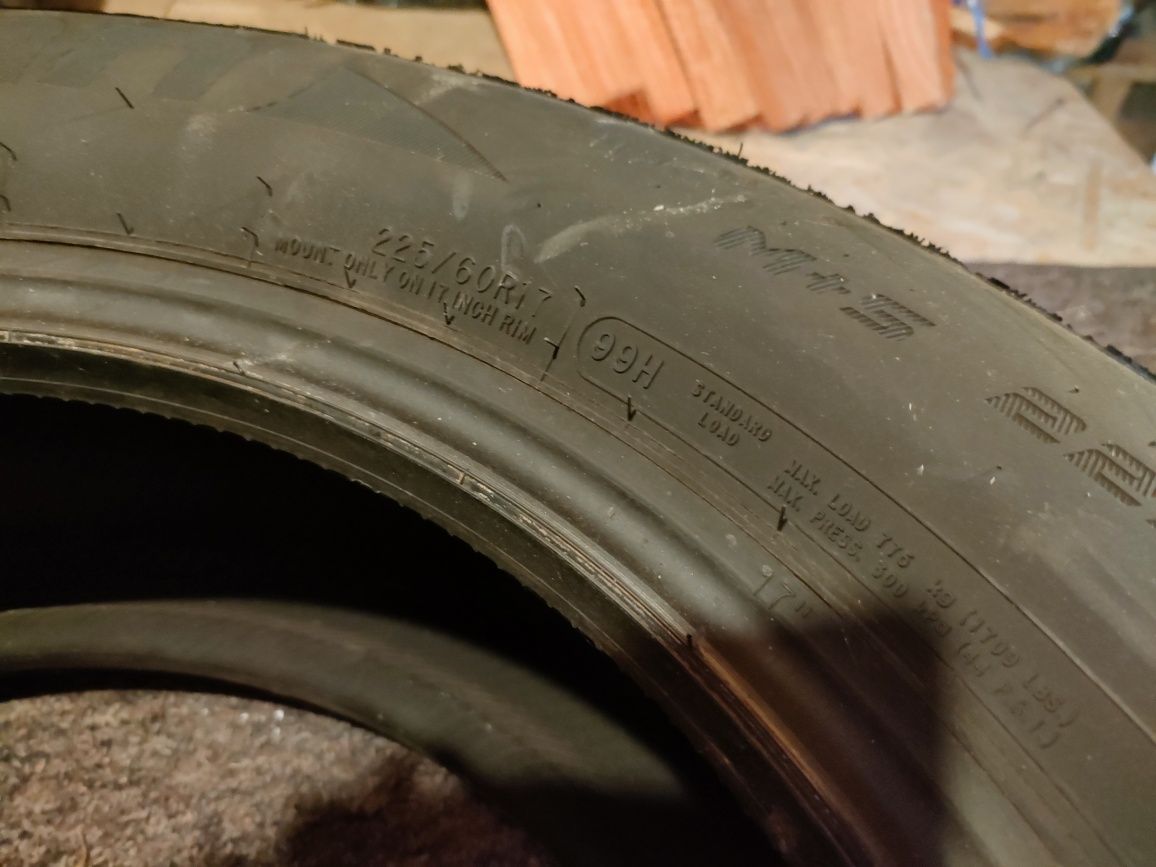 225/60R17
MOUNT ONLY ON 17 INCH RIM
99H
STANDARD
LOAD
M+S
MAX. LOAD 775 kg (1709 LBS.)
MAX. PRESS. 300 kPa (44 P.S.I.)
17"